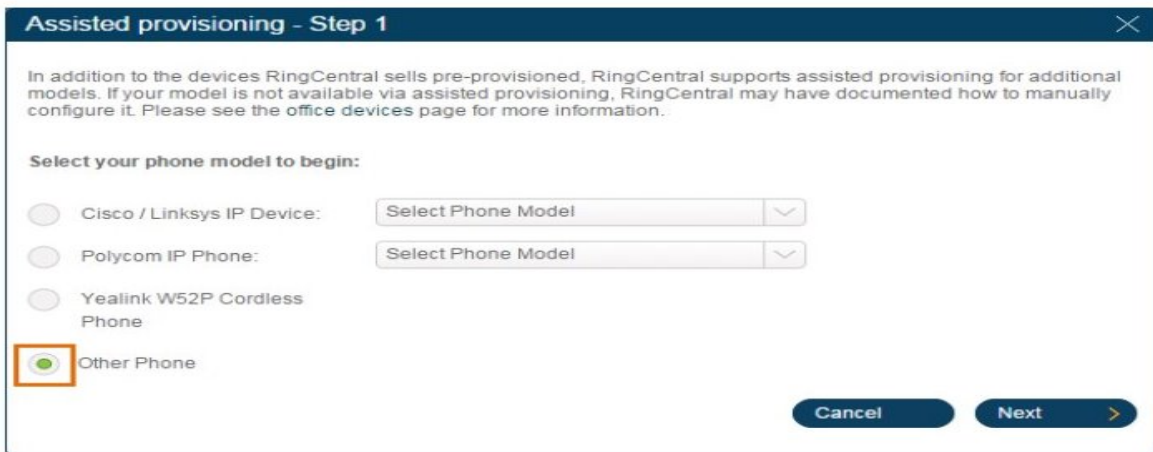 Assisted provisioning - Step 1
In addition to the devices RingCentral sells pre-provisioned, RingCentral supports assisted provisioning for additional
models. If your model is not available via assisted provisioning, RingCentral may have documented how to manually
configure it. Please see the office devices page for more information.
Select your phone model to begin:
Cisco / Linksys IP Device: Select Phone Model
Polycom IP Phone: Select Phone Model
Yealink W52P Cordless
Phone
Other Phone
Cancel Next >